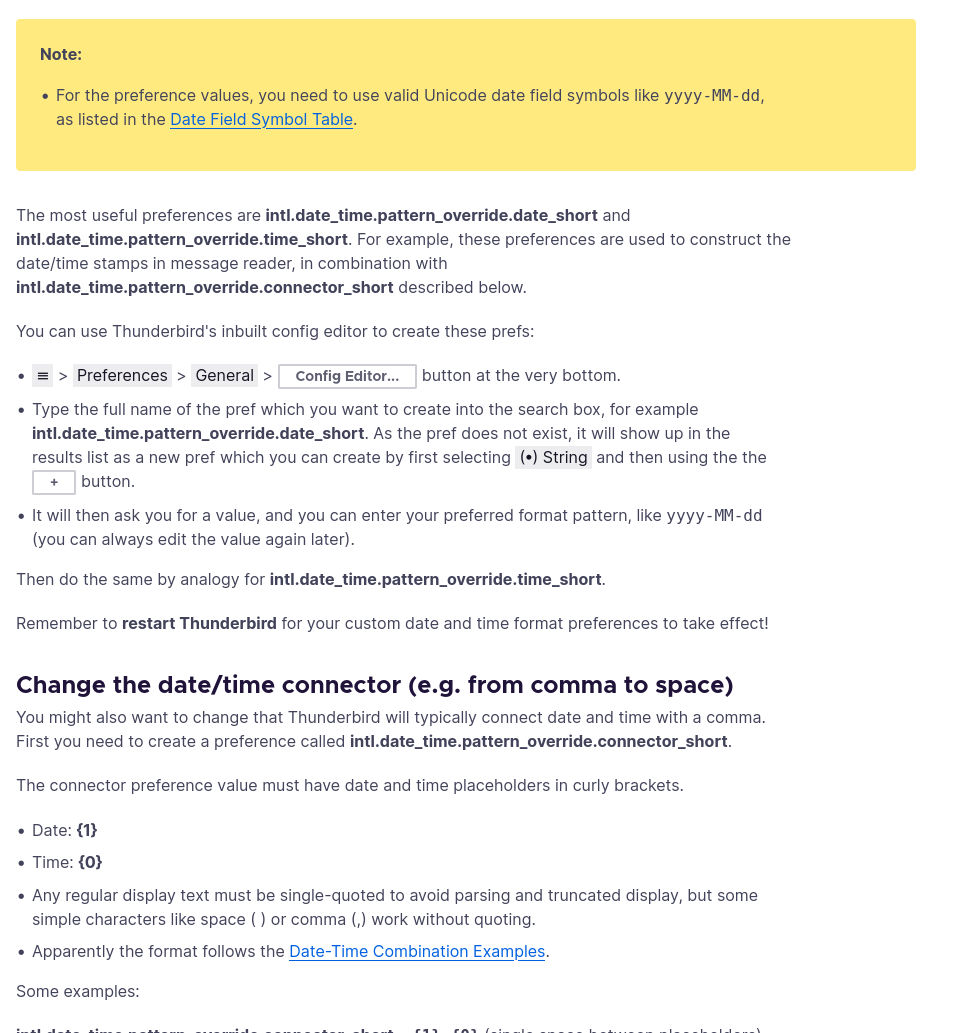 Note:
• For the preference values, you need to use valid Unicode date field symbols like yyyy-MM-dd,
as listed in the Date Field Symbol Table.
The most useful preferences are intl.date_time.pattern_override.date_short and
intl.date_time.pattern_override.time_short. For example, these preferences are used to construct the
date/time stamps in message reader, in combination with
intl.date_time.pattern_override.connector_short described below.
You can use Thunderbird's inbuilt config editor to create these prefs:
• ≡ > Preferences > General > Config Editor... button at the very bottom.
• Type the full name of the pref which you want to create into the search box, for example
intl.date_time.pattern_override.date_short. As the pref does not exist, it will show up in the
results list as a new pref which you can create by first selecting (•) String and then using the the
+ button.
• It will then ask you for a value, and you can enter your preferred format pattern, like yyyy-MM-dd
(you can always edit the value again later).
Then do the same by analogy for intl.date_time.pattern_override.time_short.
Remember to restart Thunderbird for your custom date and time format preferences to take effect!
Change the date/time connector (e.g. from comma to space)
You might also want to change that Thunderbird will typically connect date and time with a comma.
First you need to create a preference called intl.date_time.pattern_override.connector_short.
The connector preference value must have date and time placeholders in curly brackets.
• Date: {1}
• Time: {0}
• Any regular display text must be single-quoted to avoid parsing and truncated display, but some
simple characters like space ( ) or comma (,) work without quoting.
• Apparently the format follows the Date-Time Combination Examples.
Some examples:
intl.date_time.pattern_override.connector_short {1} {0} (single space between placeholders)